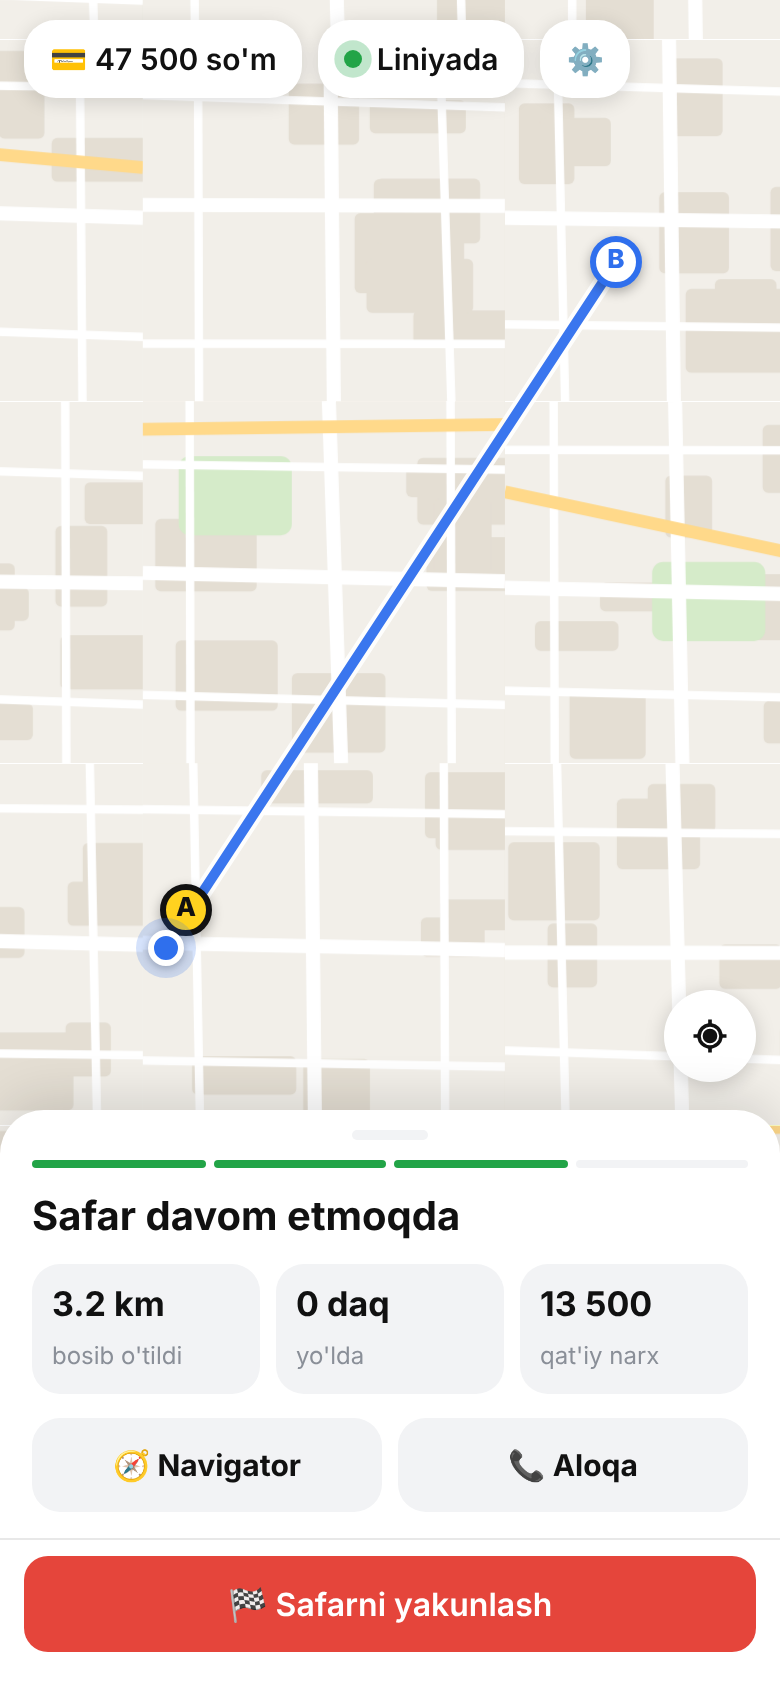 47 500 so'm
Liniyada
B
A
Safar davom etmoqda
3.2 km
bosib o'tildi
0 daq
yo'lda
13 500
qat'iy narx
Navigator
Aloqa
Safarni yakunlash